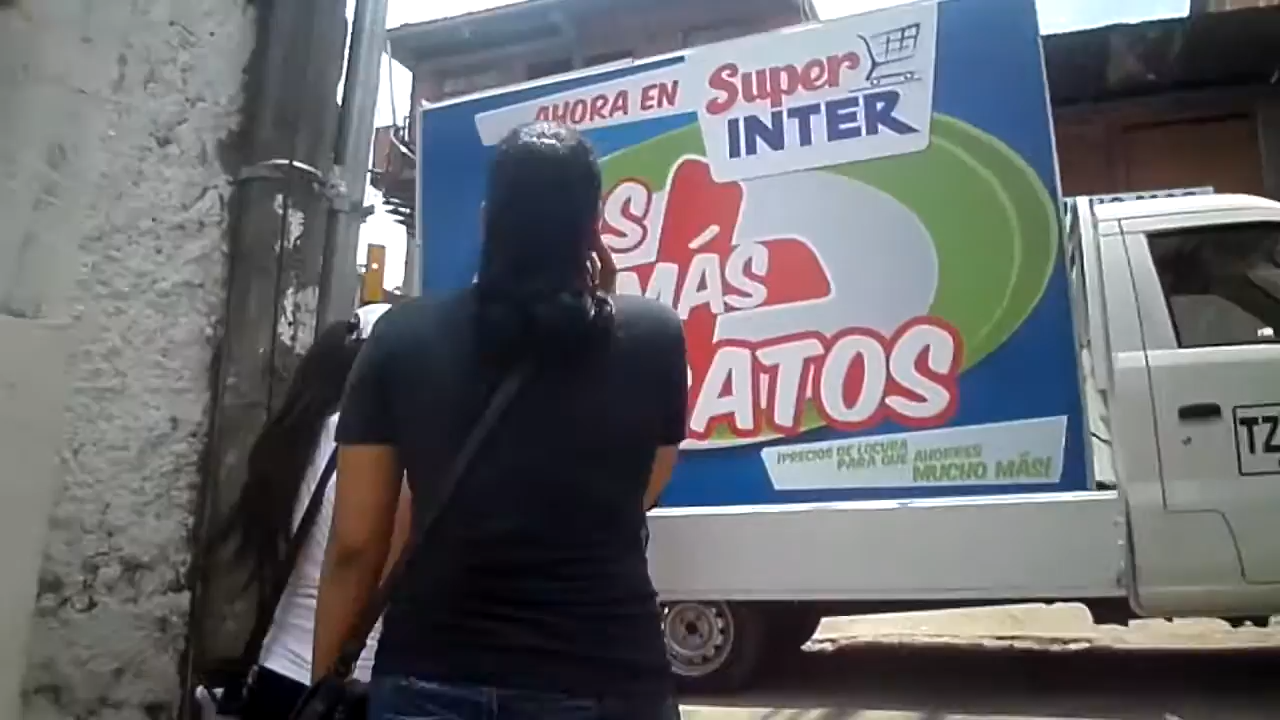 AHORA EN
Super
INTER
S
MÁS
ATOS
¡PRECIOS DE LOCURA
PARA QUE AHORRES
MUCHO MÁS!
TZ